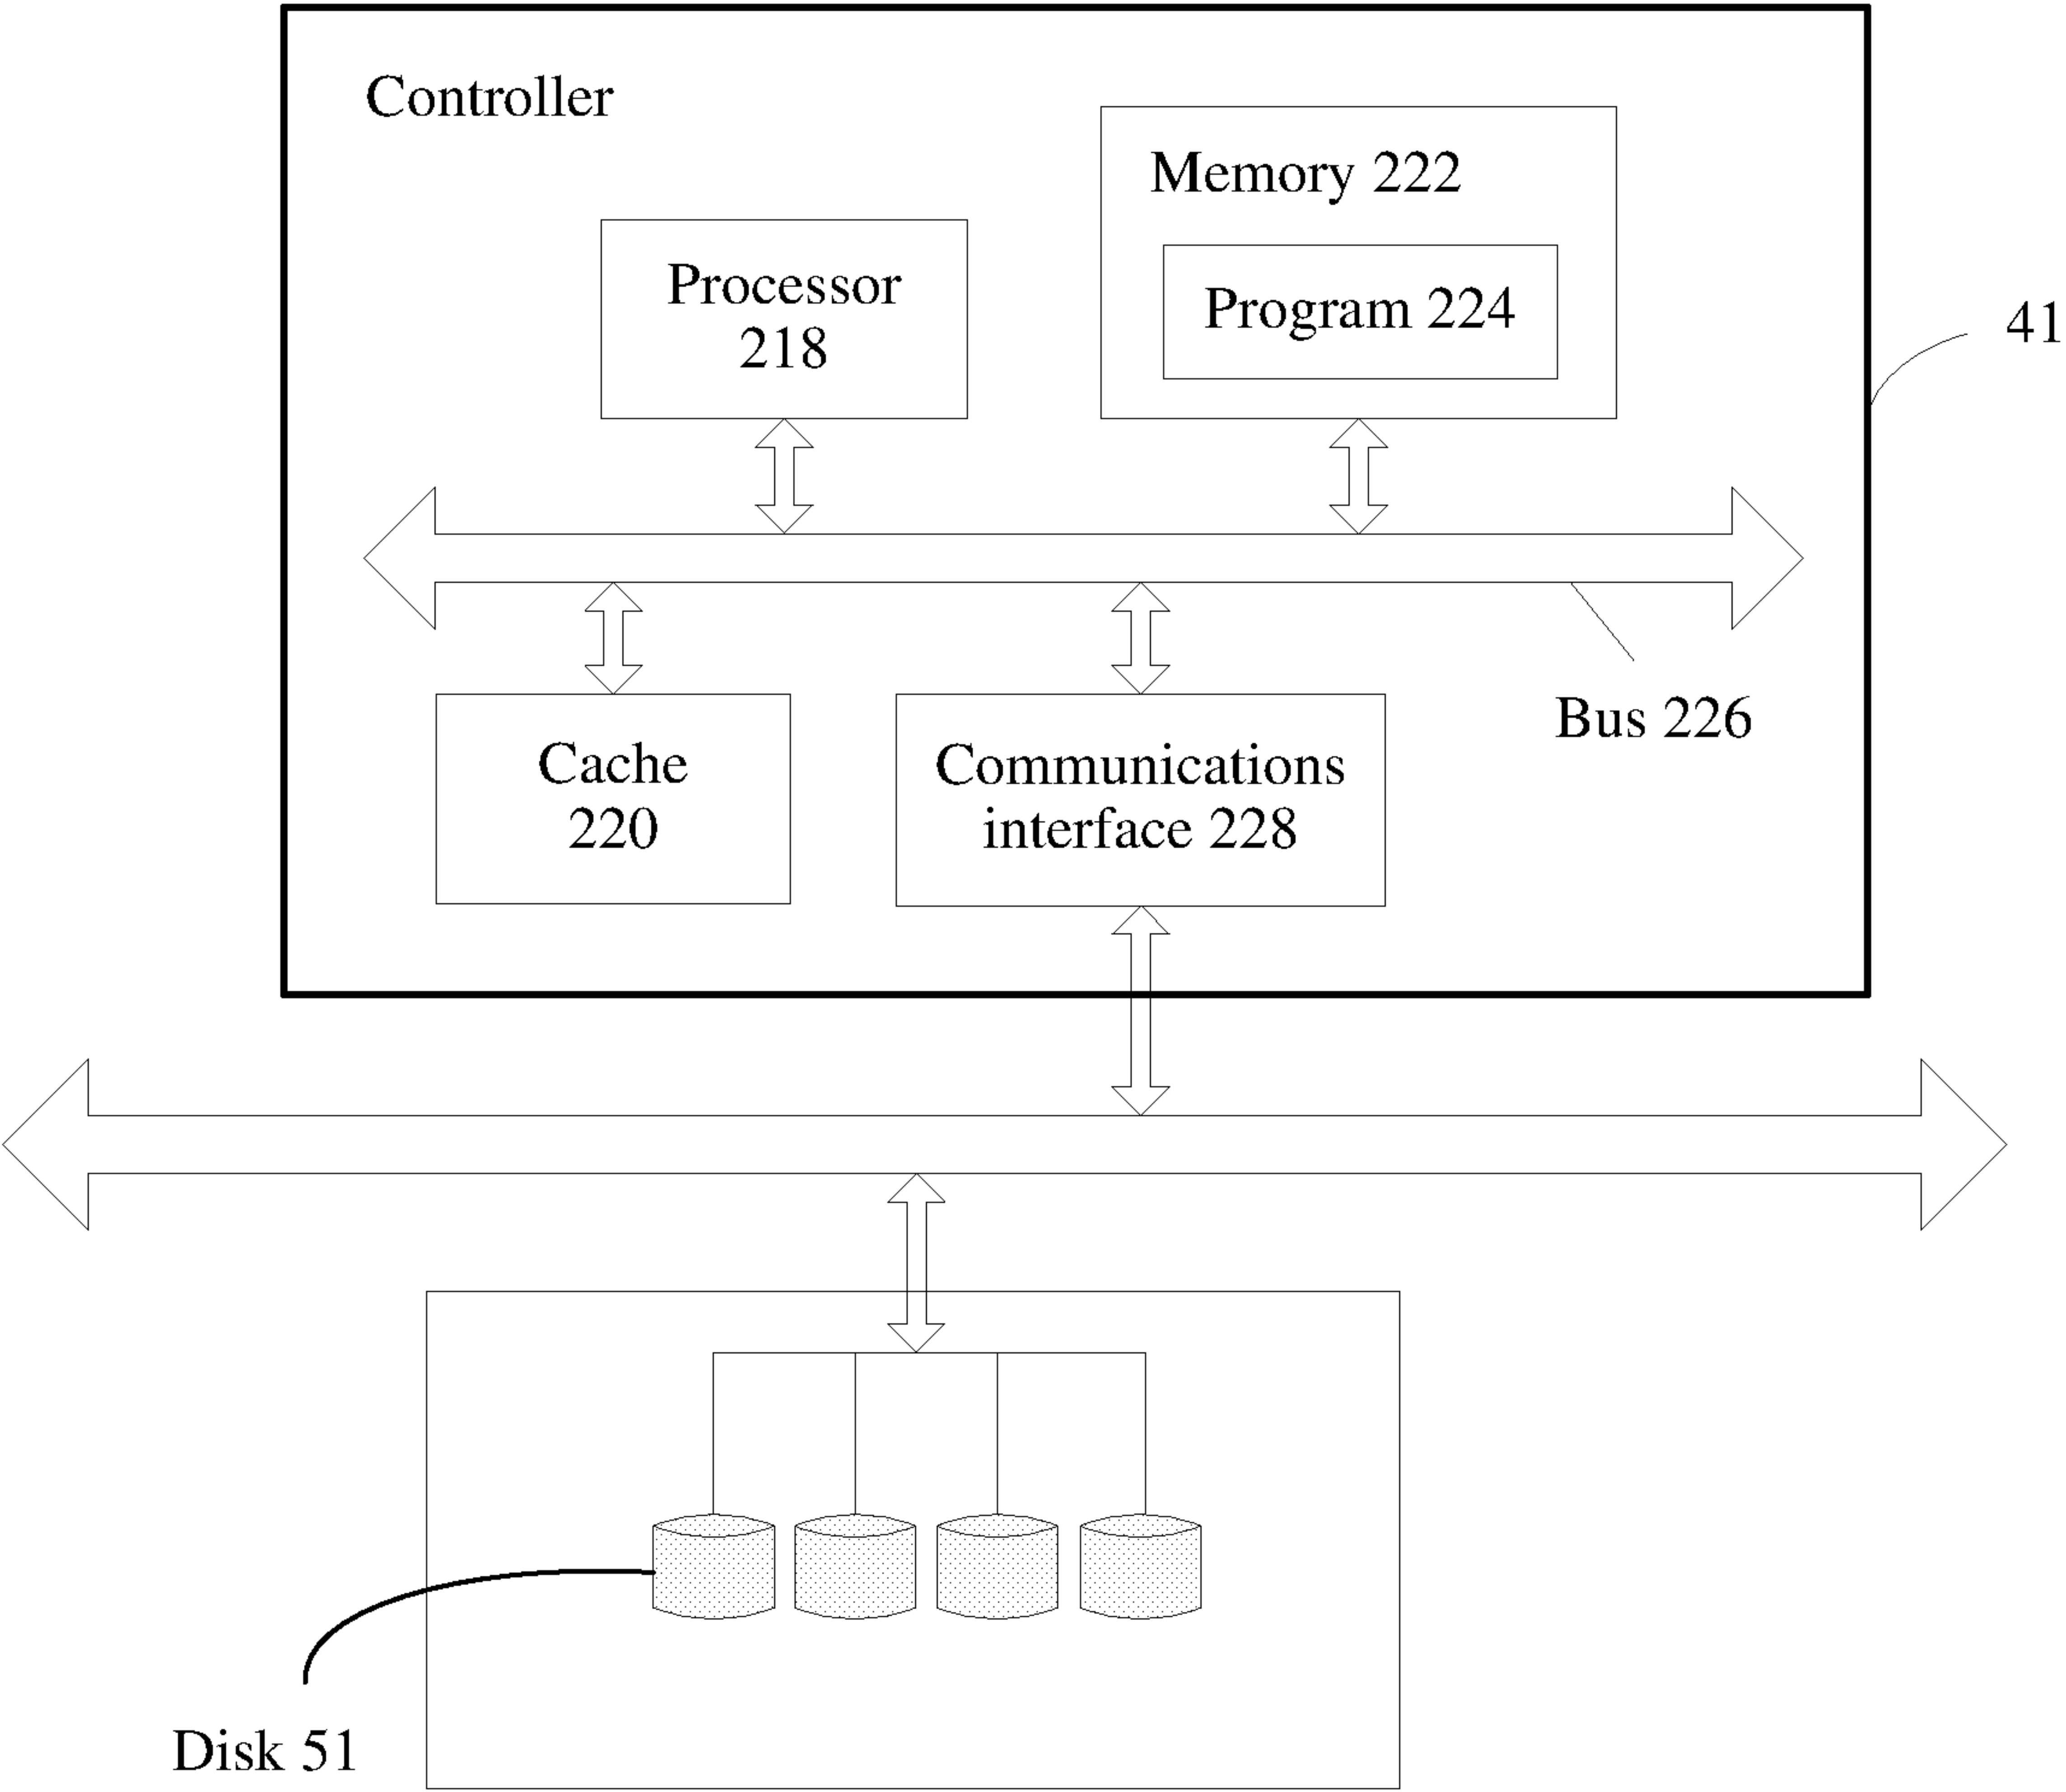 Controller
Memory 222
Processor
218
Program 224
41
Bus 226
Cache
220
Communications
interface 228
Disk 51